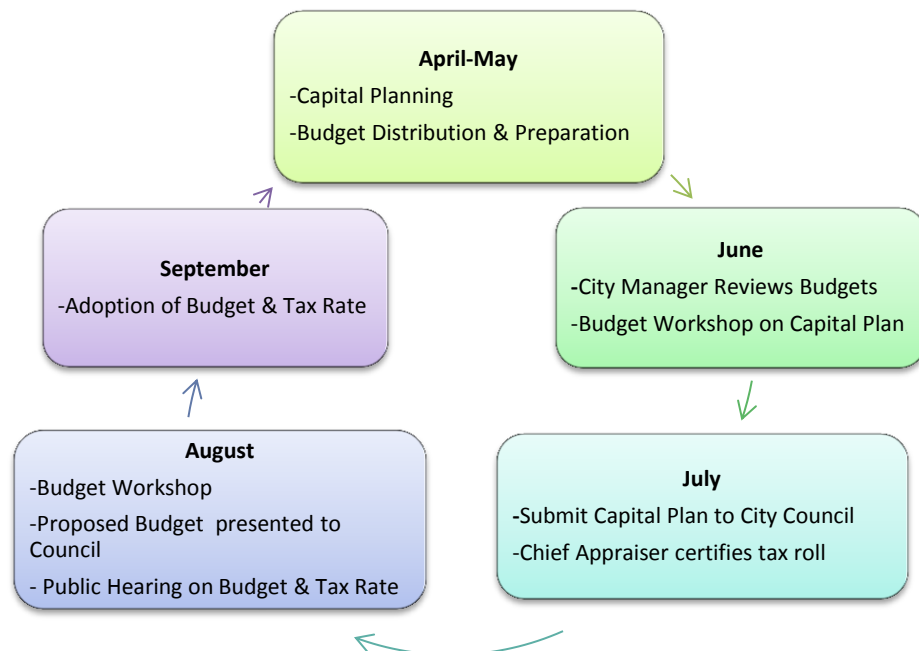 April-May
-Capital Planning
-Budget Distribution & Preparation
June
-City Manager Reviews Budgets
-Budget Workshop on Capital Plan
July
-Submit Capital Plan to City Council
-Chief Appraiser certifies tax roll
August
-Budget Workshop
-Proposed Budget  presented to
Council
- Public Hearing on Budget & Tax Rate
September
-Adoption of Budget & Tax Rate